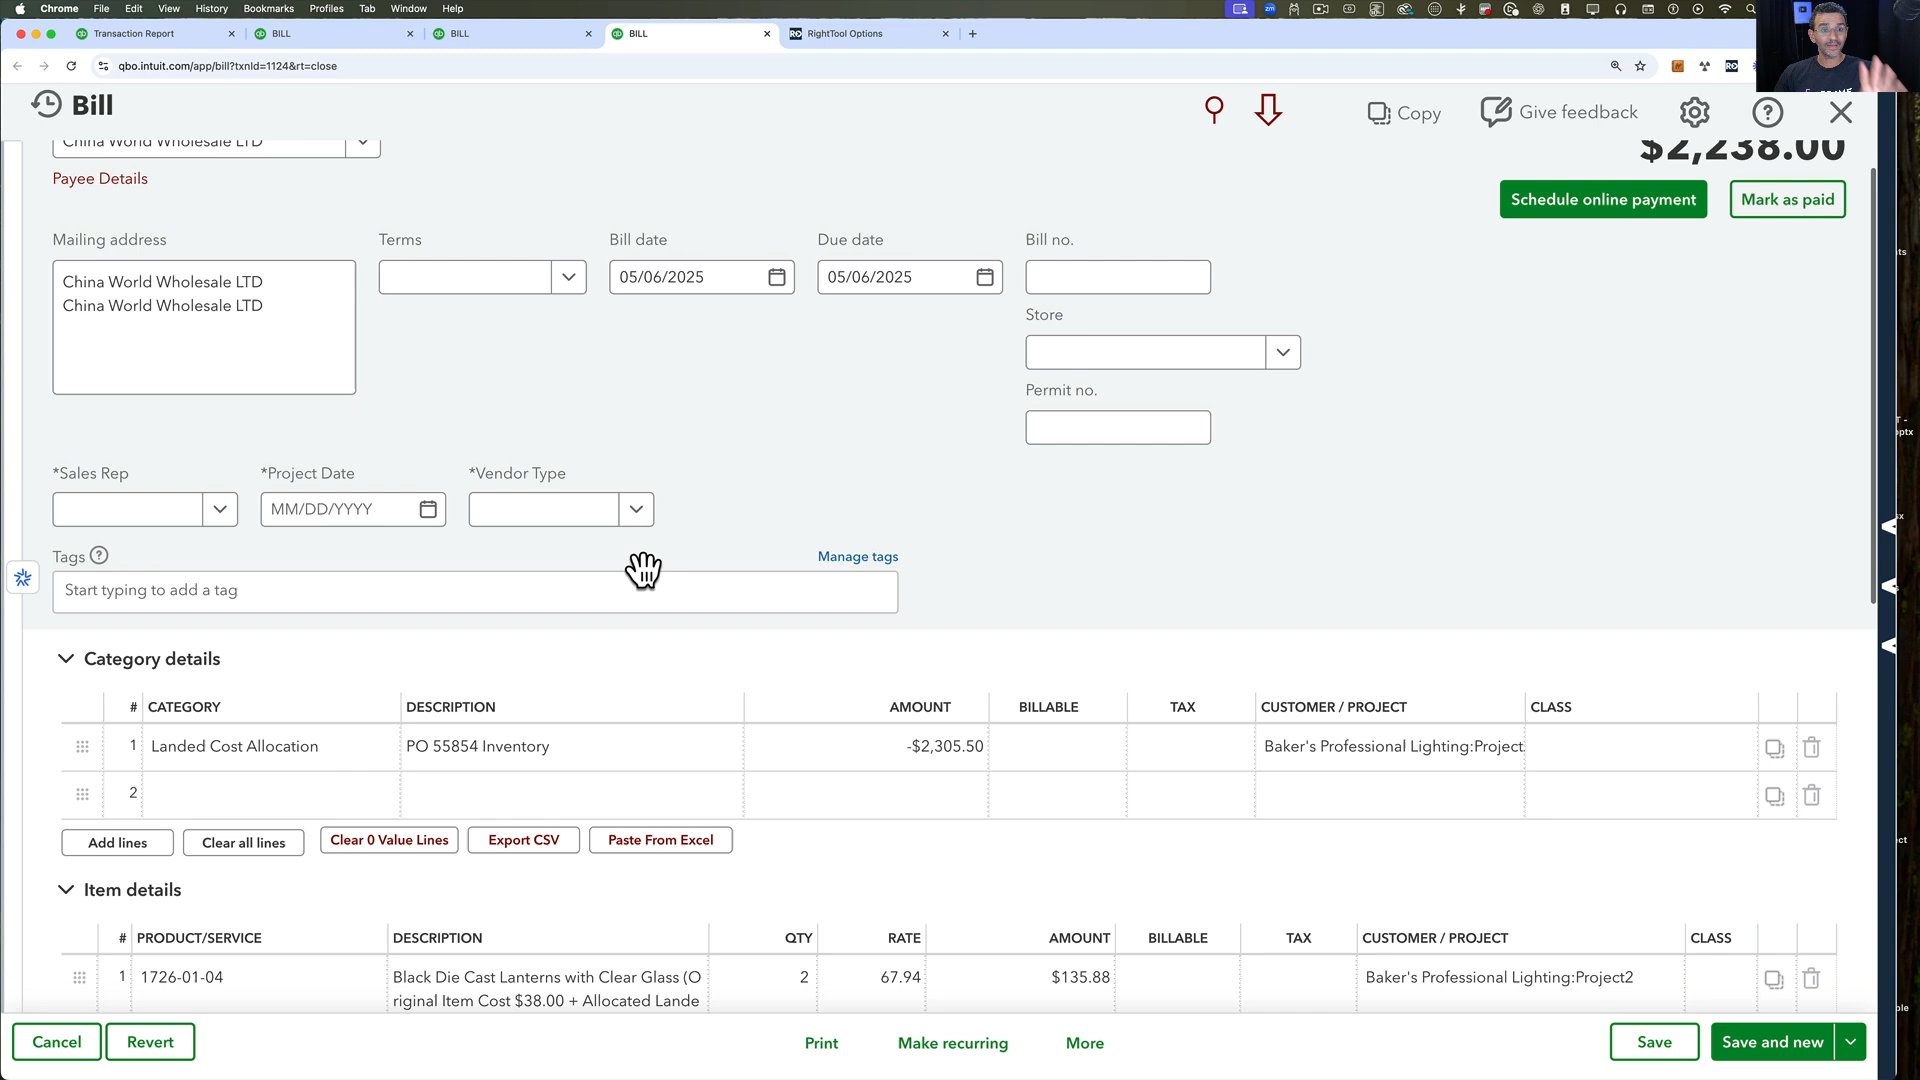 Chrome File Edit View History Bookmarks Profiles Tab Window Help
Transaction Report BILL BILL BILL RightTool Options
qbo.intuit.com/app/bill?txnId=1124&rt=close
Bill
Copy Give feedback
China World Wholesale LTD
$2,238.00
Payee Details
Schedule online payment Mark as paid
Mailing address Terms Bill date Due date Bill no.
China World Wholesale LTD 05/06/2025 05/06/2025
China World Wholesale LTD
Store
Permit no.
*Sales Rep *Project Date *Vendor Type
MM/DD/YYYY
Tags Manage tags
Start typing to add a tag
Category details
# CATEGORY DESCRIPTION AMOUNT BILLABLE TAX CUSTOMER / PROJECT CLASS
1 Landed Cost Allocation PO 55854 Inventory -$2,305.50 Baker's Professional Lighting:Project
2
Add lines Clear all lines Clear 0 Value Lines Export CSV Paste From Excel
Item details
# PRODUCT/SERVICE DESCRIPTION QTY RATE AMOUNT BILLABLE TAX CUSTOMER / PROJECT CLASS
1 1726-01-04 Black Die Cast Lanterns with Clear Glass (O 2 67.94 $135.88 Baker's Professional Lighting:Project2
riginal Item Cost $38.00 + Allocated Lande
Cancel Revert Print Make recurring More Save Save and new